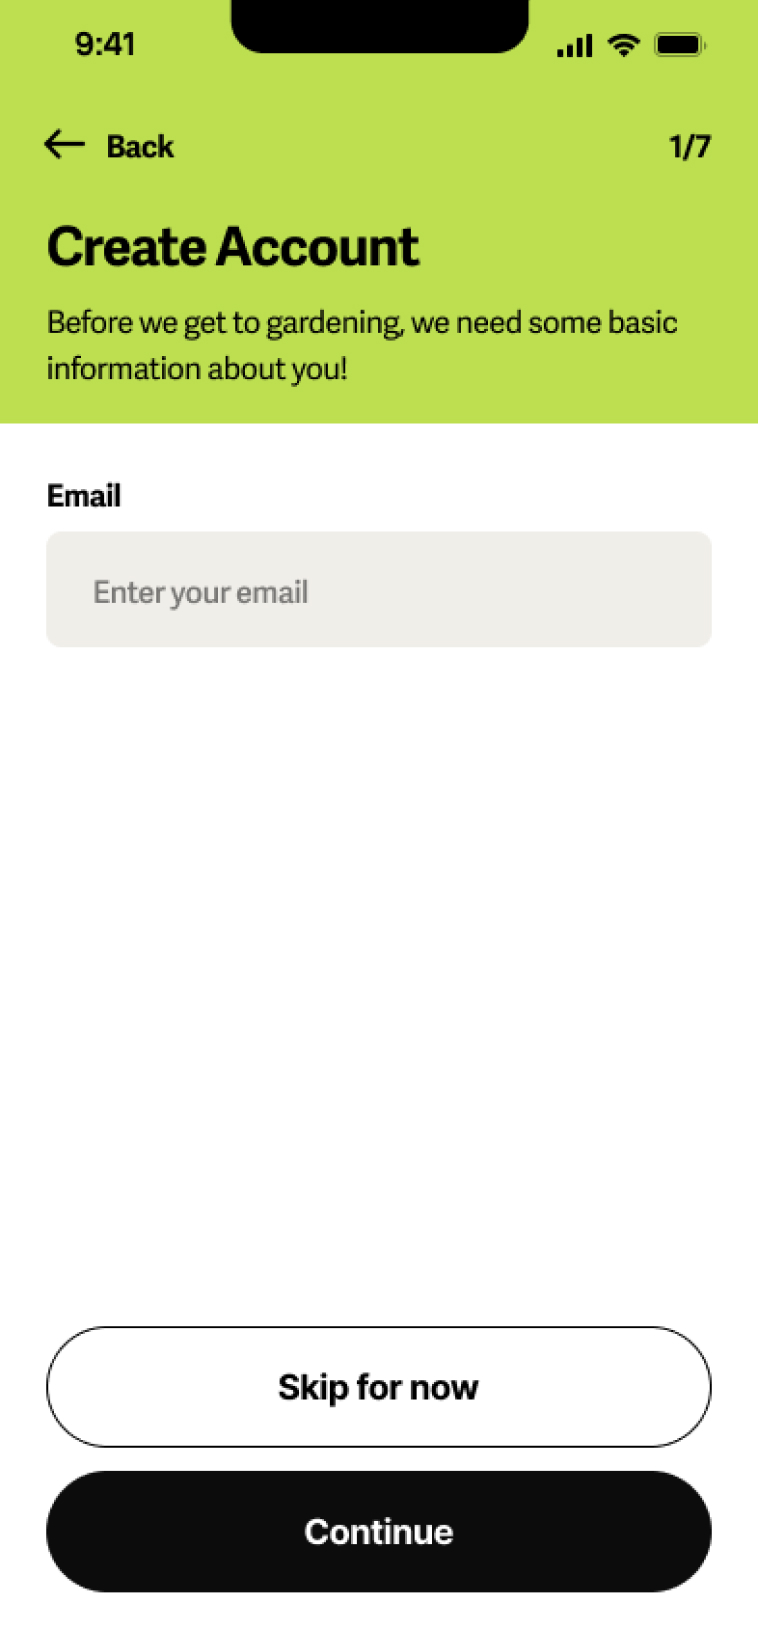 9:41
Back
1/7
Create Account
Before we get to gardening, we need some basic
information about you!
Email
Enter your email
Skip for now
Continue